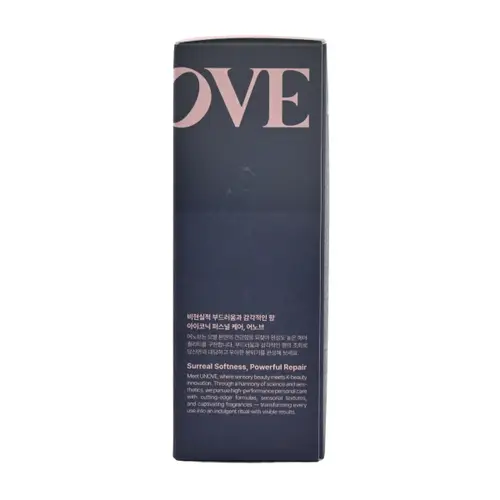 OVE
비현실적 부드러움과 감각적인 향
아이코닉 퍼스널 케어, 어노브
Surreal Softness, Powerful Repair
Meet UNOVE, where sensory beauty meets K-beauty
innovation. Through a harmony of science and aes-
thetics, we pursue high-performance personal care
with cutting-edge formulas, sensorial textures,
and captivating fragrances — transforming every
use into an indulgent ritual with visible results.